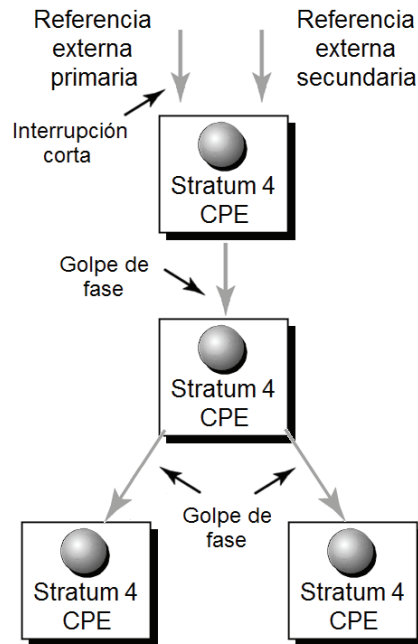 Referencia
externa
primaria
Referencia
externa
secundaria
Interrupción
corta
Stratum 4
CPE
Golpe de
fase
Stratum 4
CPE
Golpe de
fase
Stratum 4
CPE
Stratum 4
CPE